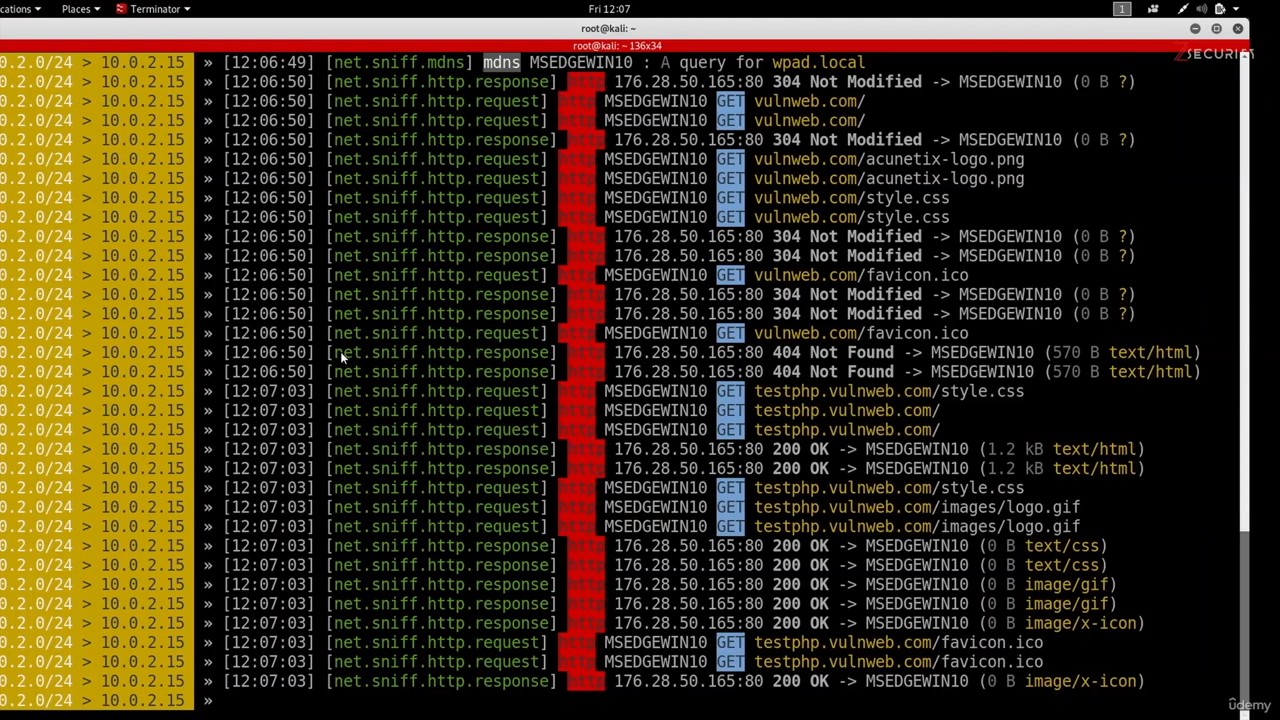 cations Places Terminator Fri 12:07 1
root@kali: ~
root@kali: ~ 136x34
ZSECURITY
0.2.0/24 > 10.0.2.15 » [12:06:49] [net.sniff.mdns] mdns MSEDGEWIN10 : A query for wpad.local
0.2.0/24 > 10.0.2.15 » [12:06:50] [net.sniff.http.response] http 176.28.50.165:80 304 Not Modified -> MSEDGEWIN10 (0 B ?)
0.2.0/24 > 10.0.2.15 » [12:06:50] [net.sniff.http.request] http MSEDGEWIN10 GET vulnweb.com/
0.2.0/24 > 10.0.2.15 » [12:06:50] [net.sniff.http.request] http MSEDGEWIN10 GET vulnweb.com/
0.2.0/24 > 10.0.2.15 » [12:06:50] [net.sniff.http.response] http 176.28.50.165:80 304 Not Modified -> MSEDGEWIN10 (0 B ?)
0.2.0/24 > 10.0.2.15 » [12:06:50] [net.sniff.http.request] http MSEDGEWIN10 GET vulnweb.com/acunetix-logo.png
0.2.0/24 > 10.0.2.15 » [12:06:50] [net.sniff.http.request] http MSEDGEWIN10 GET vulnweb.com/acunetix-logo.png
0.2.0/24 > 10.0.2.15 » [12:06:50] [net.sniff.http.request] http MSEDGEWIN10 GET vulnweb.com/style.css
0.2.0/24 > 10.0.2.15 » [12:06:50] [net.sniff.http.request] http MSEDGEWIN10 GET vulnweb.com/style.css
0.2.0/24 > 10.0.2.15 » [12:06:50] [net.sniff.http.response] http 176.28.50.165:80 304 Not Modified -> MSEDGEWIN10 (0 B ?)
0.2.0/24 > 10.0.2.15 » [12:06:50] [net.sniff.http.response] http 176.28.50.165:80 304 Not Modified -> MSEDGEWIN10 (0 B ?)
0.2.0/24 > 10.0.2.15 » [12:06:50] [net.sniff.http.request] http MSEDGEWIN10 GET vulnweb.com/favicon.ico
0.2.0/24 > 10.0.2.15 » [12:06:50] [net.sniff.http.response] http 176.28.50.165:80 304 Not Modified -> MSEDGEWIN10 (0 B ?)
0.2.0/24 > 10.0.2.15 » [12:06:50] [net.sniff.http.response] http 176.28.50.165:80 304 Not Modified -> MSEDGEWIN10 (0 B ?)
0.2.0/24 > 10.0.2.15 » [12:06:50] [net.sniff.http.request] http MSEDGEWIN10 GET vulnweb.com/favicon.ico
0.2.0/24 > 10.0.2.15 » [12:06:50] [net.sniff.http.response] http 176.28.50.165:80 404 Not Found -> MSEDGEWIN10 (570 B text/html)
0.2.0/24 > 10.0.2.15 » [12:06:50] [net.sniff.http.response] http 176.28.50.165:80 404 Not Found -> MSEDGEWIN10 (570 B text/html)
0.2.0/24 > 10.0.2.15 » [12:07:03] [net.sniff.http.request] http MSEDGEWIN10 GET testphp.vulnweb.com/style.css
0.2.0/24 > 10.0.2.15 » [12:07:03] [net.sniff.http.request] http MSEDGEWIN10 GET testphp.vulnweb.com/
0.2.0/24 > 10.0.2.15 » [12:07:03] [net.sniff.http.request] http MSEDGEWIN10 GET testphp.vulnweb.com/
0.2.0/24 > 10.0.2.15 » [12:07:03] [net.sniff.http.response] http 176.28.50.165:80 200 OK -> MSEDGEWIN10 (1.2 kB text/html)
0.2.0/24 > 10.0.2.15 » [12:07:03] [net.sniff.http.response] http 176.28.50.165:80 200 OK -> MSEDGEWIN10 (1.2 kB text/html)
0.2.0/24 > 10.0.2.15 » [12:07:03] [net.sniff.http.request] http MSEDGEWIN10 GET testphp.vulnweb.com/style.css
0.2.0/24 > 10.0.2.15 » [12:07:03] [net.sniff.http.request] http MSEDGEWIN10 GET testphp.vulnweb.com/images/logo.gif
0.2.0/24 > 10.0.2.15 » [12:07:03] [net.sniff.http.request] http MSEDGEWIN10 GET testphp.vulnweb.com/images/logo.gif
0.2.0/24 > 10.0.2.15 » [12:07:03] [net.sniff.http.response] http 176.28.50.165:80 200 OK -> MSEDGEWIN10 (0 B text/css)
0.2.0/24 > 10.0.2.15 » [12:07:03] [net.sniff.http.response] http 176.28.50.165:80 200 OK -> MSEDGEWIN10 (0 B text/css)
0.2.0/24 > 10.0.2.15 » [12:07:03] [net.sniff.http.response] http 176.28.50.165:80 200 OK -> MSEDGEWIN10 (0 B image/gif)
0.2.0/24 > 10.0.2.15 » [12:07:03] [net.sniff.http.response] http 176.28.50.165:80 200 OK -> MSEDGEWIN10 (0 B image/gif)
0.2.0/24 > 10.0.2.15 » [12:07:03] [net.sniff.http.response] http 176.28.50.165:80 200 OK -> MSEDGEWIN10 (0 B image/x-icon)
0.2.0/24 > 10.0.2.15 » [12:07:03] [net.sniff.http.request] http MSEDGEWIN10 GET testphp.vulnweb.com/favicon.ico
0.2.0/24 > 10.0.2.15 » [12:07:03] [net.sniff.http.request] http MSEDGEWIN10 GET testphp.vulnweb.com/favicon.ico
0.2.0/24 > 10.0.2.15 » [12:07:03] [net.sniff.http.response] http 176.28.50.165:80 200 OK -> MSEDGEWIN10 (0 B image/x-icon)
0.2.0/24 > 10.0.2.15 »
ûdemy